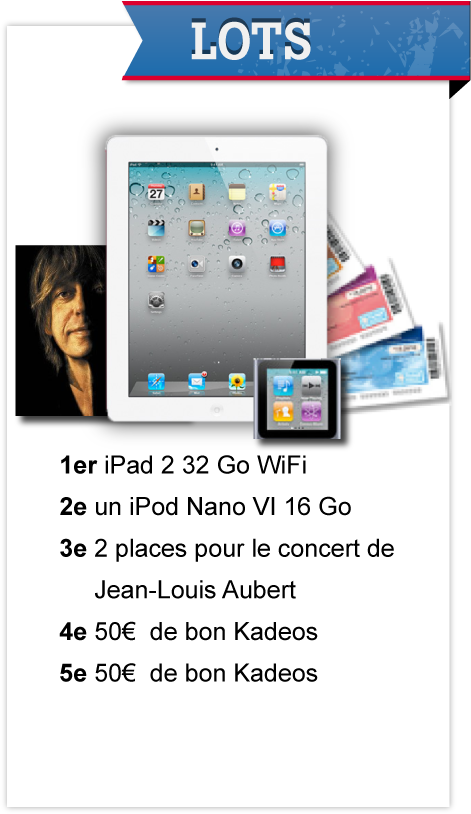 LOTS
27
1er iPad 2 32 Go WiFi
2e un iPod Nano VI 16 Go
3e 2 places pour le concert de
Jean-Louis Aubert
4e 50€ de bon Kadeos
5e 50€ de bon Kadeos